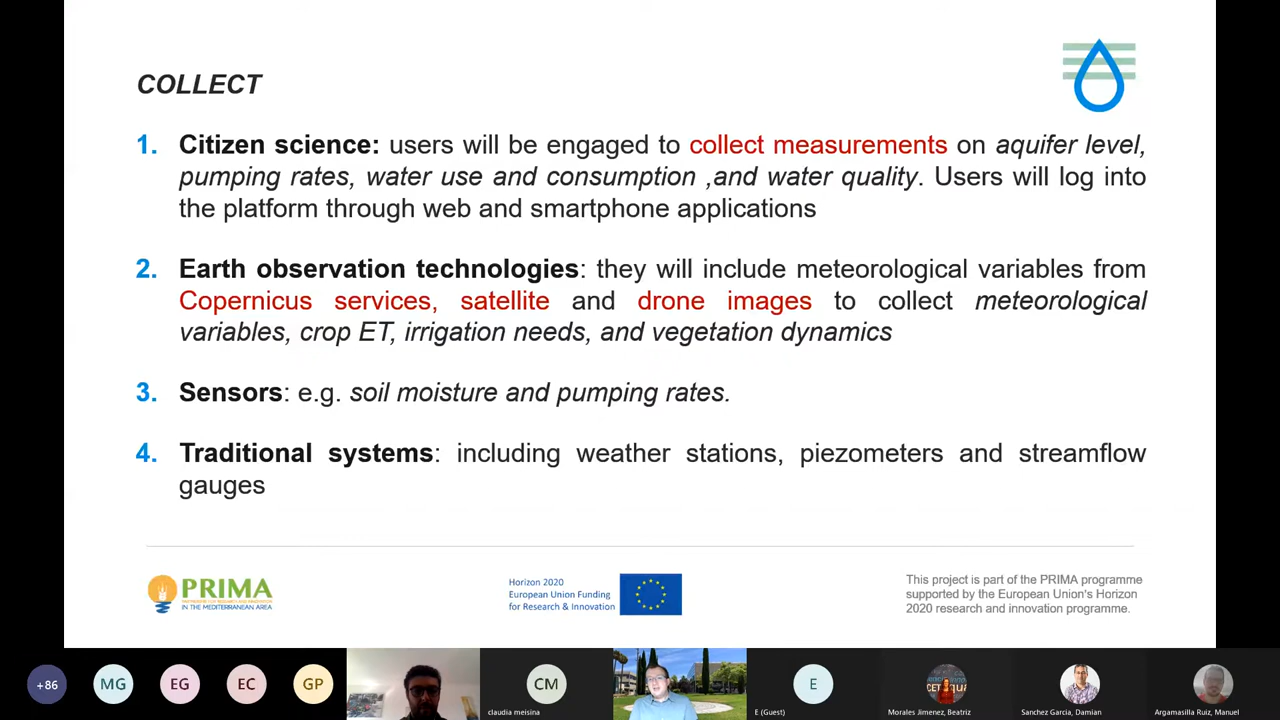 COLLECT
1. Citizen science: users will be engaged to collect measurements on aquifer level,
pumping rates, water use and consumption ,and water quality. Users will log into
the platform through web and smartphone applications
2. Earth observation technologies: they will include meteorological variables from
Copernicus services, satellite and drone images to collect meteorological
variables, crop ET, irrigation needs, and vegetation dynamics
3. Sensors: e.g. soil moisture and pumping rates.
4. Traditional systems: including weather stations, piezometers and streamflow
gauges
PRIMA
IN THE MEDITERRANEAN AREA
Horizon 2020
European Union Funding
for Research & Innovation
This project is part of the PRIMA programme
supported by the European Union's Horizon
2020 research and innovation programme.
+86 MG EG EC GP CM E
claudia meisina E (Guest) Morales Jimenez, Beatriz Sanchez Garcia, Damian Argamasilla Ruiz, Manuel